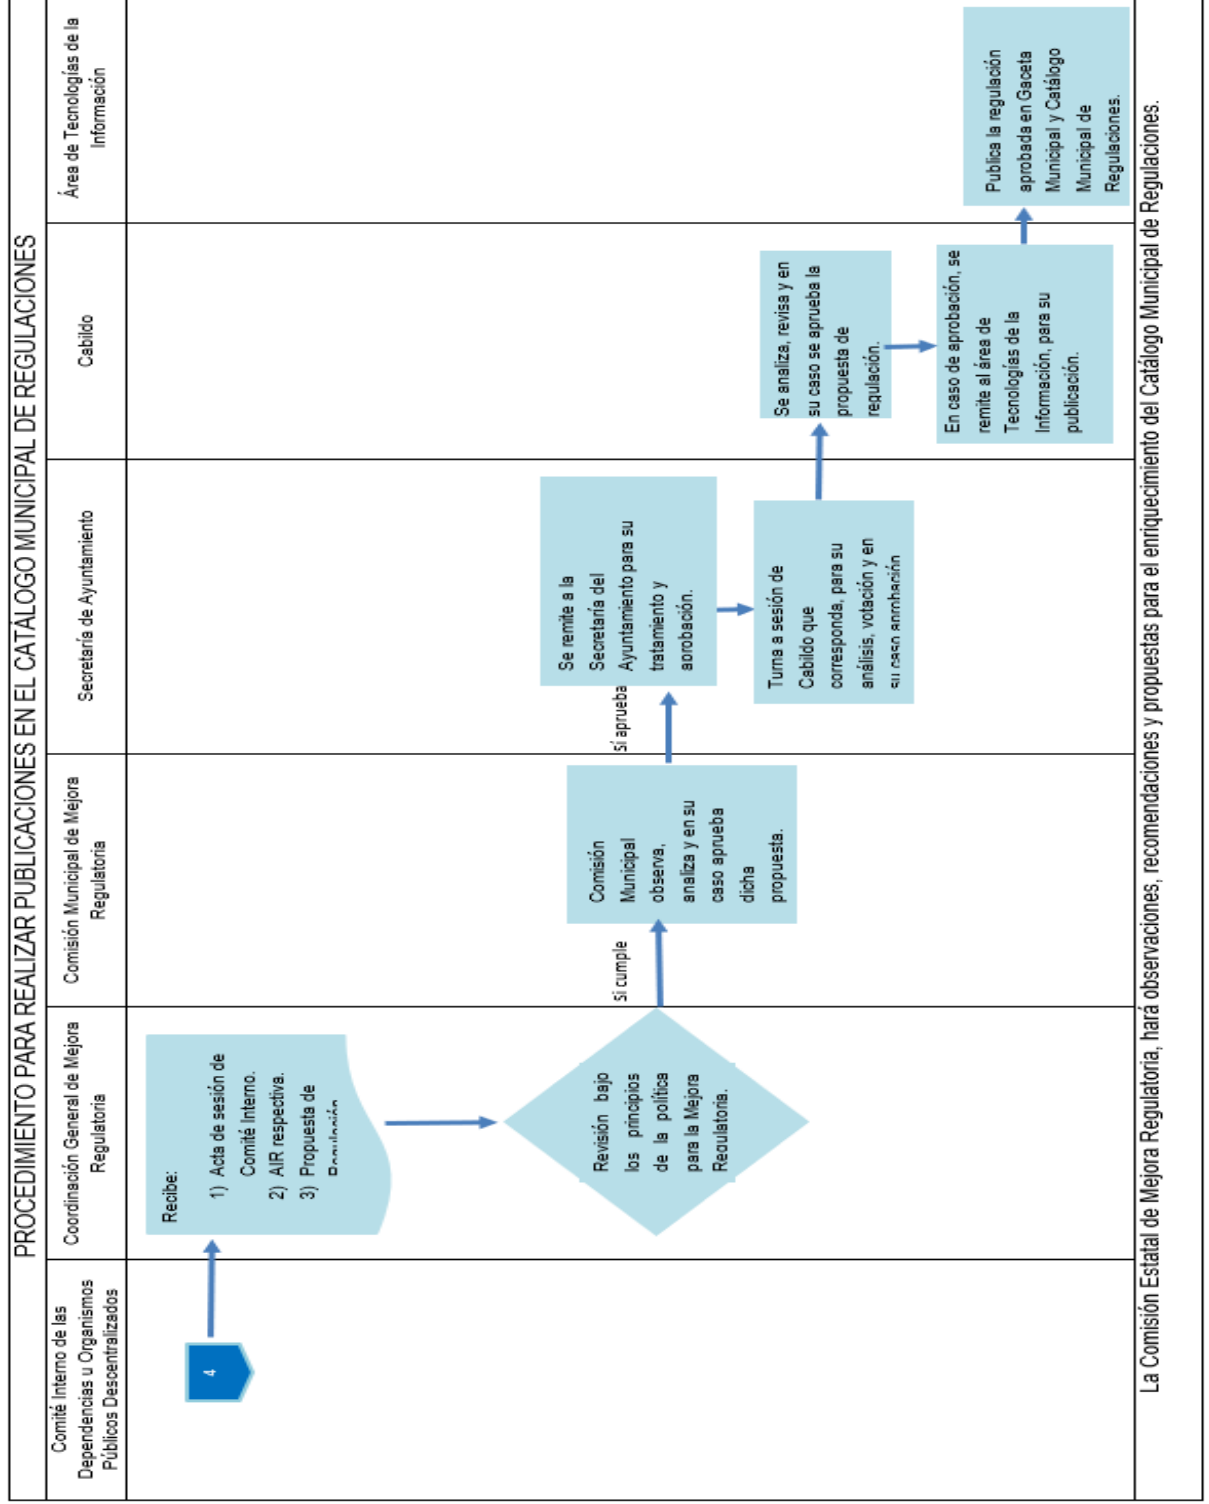 PROCEDIMIENTO PARA REALIZAR PUBLICACIONES EN EL CATÁLOGO MUNICIPAL DE REGULACIONES
Comité Interno de las
Dependencias u Organismos
Públicos Descentralizados
Coordinación General de Mejora
Regulatoria
Comisión Municipal de Mejora
Regulatoria
Secretaría de Ayuntamiento
Cabildo
Área de Tecnologías de la
Información
4
Recibe:
1) Acta de sesión de
Comité Interno.
2) AIR respectiva.
3) Propuesta de
Regulación
Revisión bajo
los principios
de la política
para la Mejora
Regulatoria.
Si cumple
Comisión
Municipal
observa,
analiza y en su
caso aprueba
dicha
propuesta.
Sí aprueba
Se remite a la
Secretaría del
Ayuntamiento para su
tratamiento y
aprobación.
Turna a sesión de
Cabildo que
corresponda, para su
análisis, votación y en
su caso aprobación
Se analiza, revisa y en
su caso se aprueba la
propuesta de
regulación.
En caso de aprobación, se
remite al área de
Tecnologías de la
Información, para su
publicación.
Publica la regulación
aprobada en Gaceta
Municipal y Catálogo
Municipal de
Regulaciones.
La Comisión Estatal de Mejora Regulatoria, hará observaciones, recomendaciones y propuestas para el enriquecimiento del Catálogo Municipal de Regulaciones.